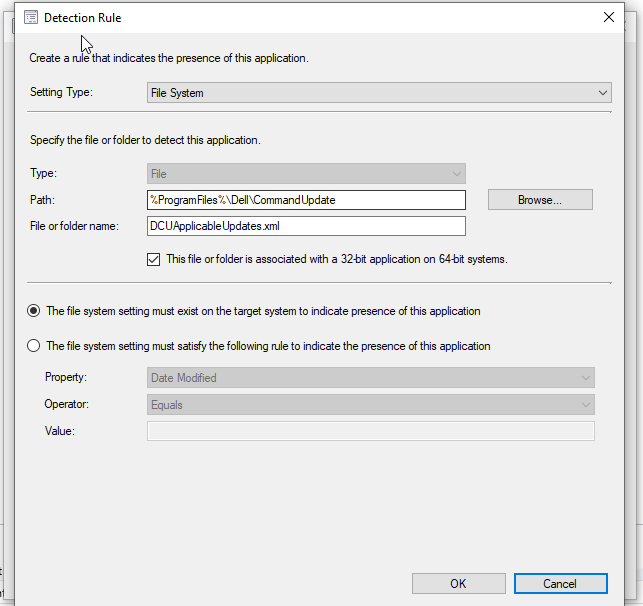 Detection Rule
Create a rule that indicates the presence of this application.
Setting Type: File System
Specify the file or folder to detect this application.
Type: File
Path: %ProgramFiles%\Dell\CommandUpdate Browse...
File or folder name: DCUApplicableUpdates.xml
This file or folder is associated with a 32-bit application on 64-bit systems.
The file system setting must exist on the target system to indicate presence of this application
The file system setting must satisfy the following rule to indicate the presence of this application
Property: Date Modified
Operator: Equals
Value:
OK Cancel